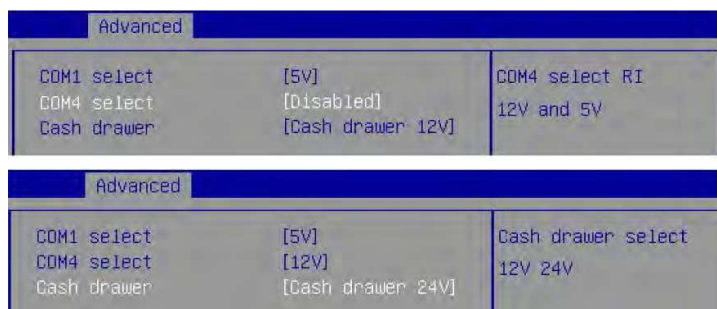 Advanced
COM1 select [5V] COM4 select RI
COM4 select [Disabled] 12V and 5V
Cash drawer [Cash drawer 12V]
Advanced
COM1 select [5V] Cash drawer select
COM4 select [12V] 12V 24V
Cash drawer [Cash drawer 24V]